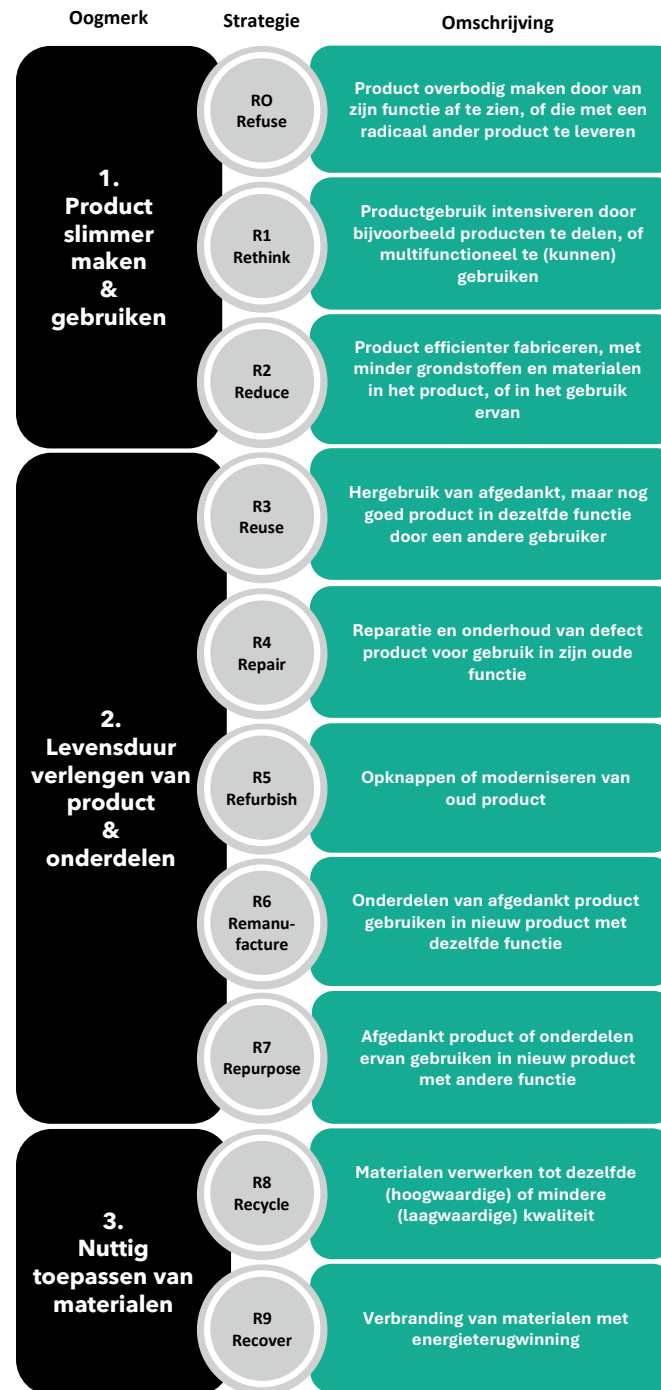 Oogmerk Strategie Omschrijving
1.
Product
slimmer
maken
&
gebruiken
RO
Refuse
Product overbodig maken door van
zijn functie af te zien, of die met een
radicaal ander product te leveren
R1
Rethink
Productgebruik intensiveren door
bijvoorbeeld producten te delen, of
multifunctioneel te (kunnen)
gebruiken
R2
Reduce
Product efficienter fabriceren, met
minder grondstoffen en materialen
in het product, of in het gebruik
ervan
2.
Levensduur
verlengen van
product
&
onderdelen
R3
Reuse
Hergebruik van afgedankt, maar nog
goed product in dezelfde functie
door een andere gebruiker
R4
Repair
Reparatie en onderhoud van defect
product voor gebruik in zijn oude
functie
R5
Refurbish
Opknappen of moderniseren van
oud product
R6
Remanu-
facture
Onderdelen van afgedankt product
gebruiken in nieuw product met
dezelfde functie
R7
Repurpose
Afgedankt product of onderdelen
ervan gebruiken in nieuw product
met andere functie
3.
Nuttig
toepassen van
materialen
R8
Recycle
Materialen verwerken tot dezelfde
(hoogwaardige) of mindere
(laagwaardige) kwaliteit
R9
Recover
Verbranding van materialen met
energieterugwinning